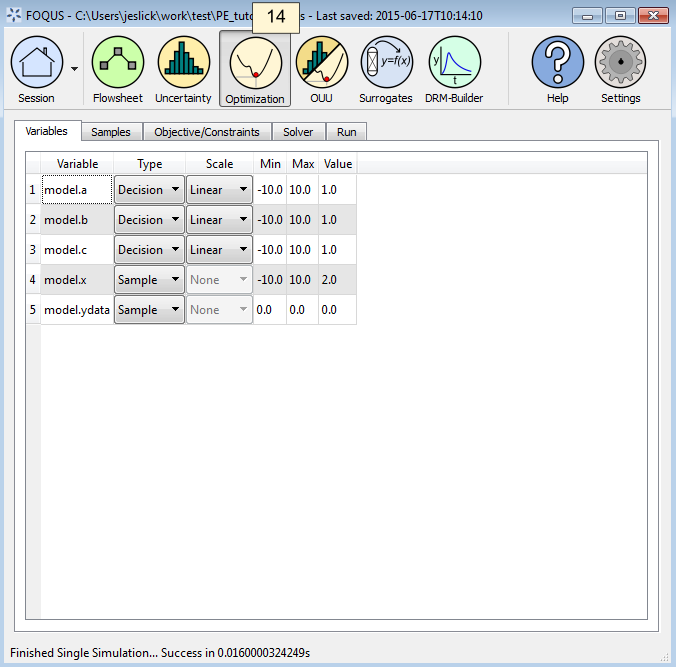 FOQUS - C:\Users\jeslick\work\test\PE_tuto s - Last saved: 2015-06-17T10:14:10
14
y=f(x)
y
t
?
Session Flowsheet Uncertainty Optimization OUU Surrogates DRM-Builder Help Settings
Variables Samples Objective/Constraints Solver Run
Variable Type Scale Min Max Value
1 model.a Decision Linear -10.0 10.0 1.0
2 model.b Decision Linear -10.0 10.0 1.0
3 model.c Decision Linear -10.0 10.0 1.0
4 model.x Sample None -10.0 10.0 2.0
5 model.ydata Sample None 0.0 0.0 0.0
Finished Single Simulation... Success in 0.0160000324249s